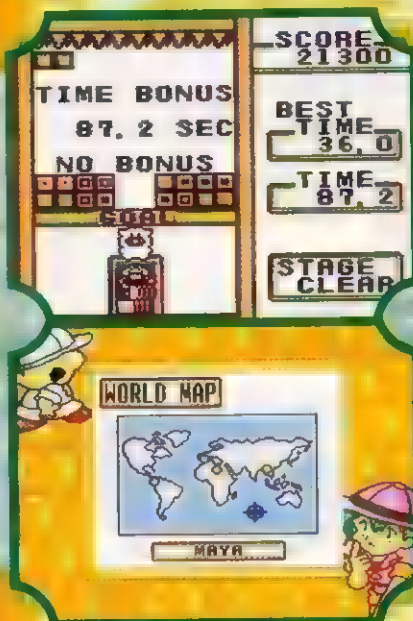 SCORE
21300
TIME BONUS
87.2 SEC
NO BONUS
GOAL
BEST
TIME
36.0
TIME
87.2
STAGE
CLEAR
WORLD MAP
MAYA